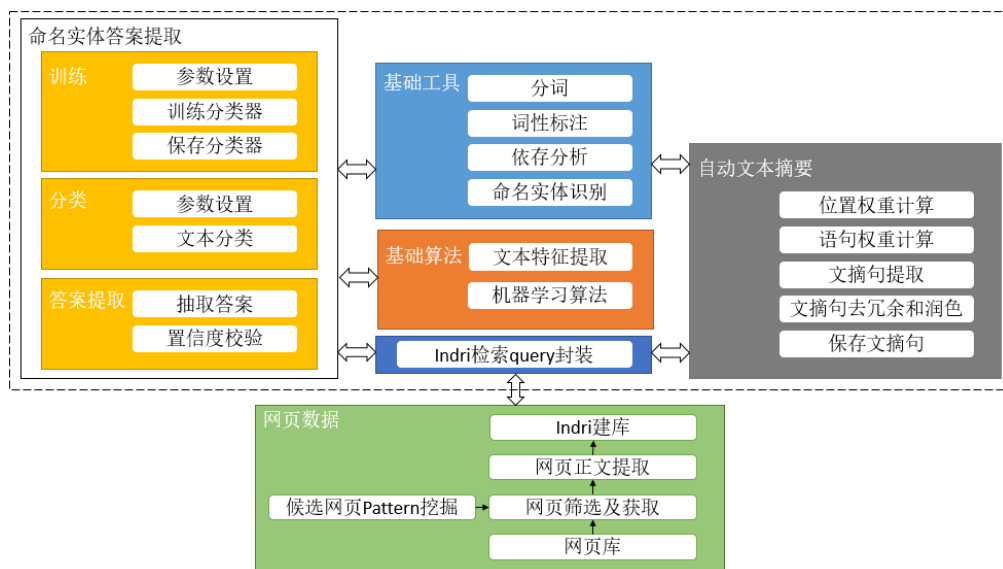 命名实体答案提取
训练
参数设置
训练分类器
保存分类器
分类
参数设置
文本分类
答案提取
抽取答案
置信度校验
基础工具
分词
词性标注
依存分析
命名实体识别
基础算法
文本特征提取
机器学习算法
Indri检索query封装
自动文本摘要
位置权重计算
语句权重计算
文摘句提取
文摘句去冗余和润色
保存文摘句
网页数据
Indri建库
网页正文提取
候选网页Pattern挖掘
网页筛选及获取
网页库